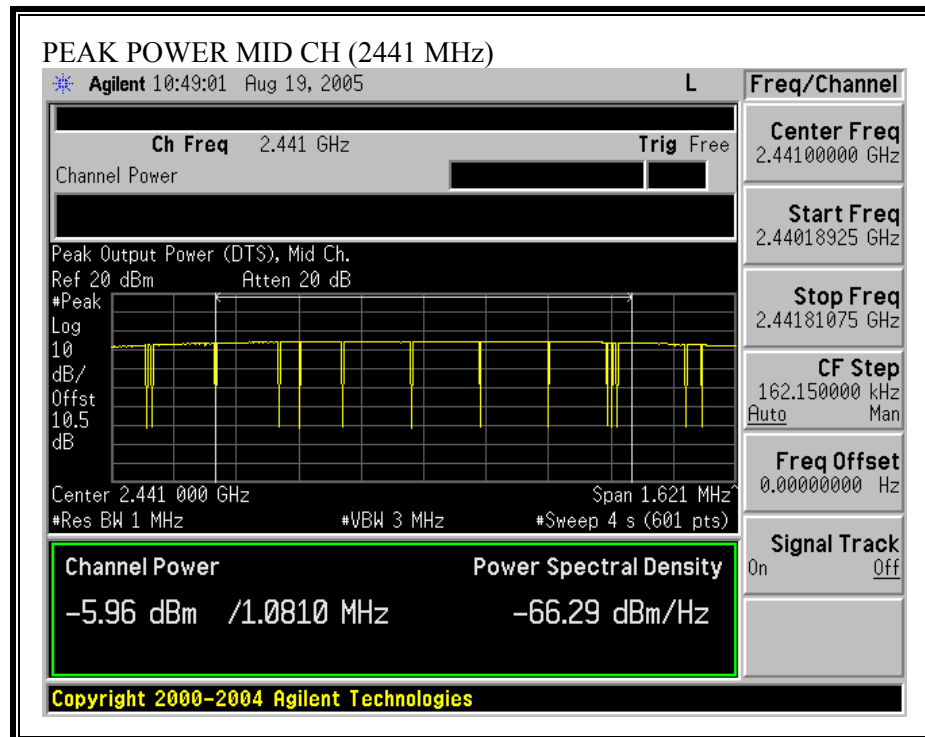 PEAK POWER MID CH (2441 MHz)
Agilent 10:49:01 Aug 19, 2005 L Freq/Channel
Ch Freq 2.441 GHz Trig Free
Channel Power
Center Freq
2.44100000 GHz
Start Freq
2.44018925 GHz
Stop Freq
2.44181075 GHz
CF Step
162.150000 kHz
Auto Man
Freq Offset
0.00000000 Hz
Signal Track
On Off
Peak Output Power (DTS), Mid Ch.
Ref 20 dBm Atten 20 dB
#Peak
Log
10
dB/
Offst
10.5
dB
Center 2.441 000 GHz Span 1.621 MHz^
#Res BW 1 MHz #VBW 3 MHz #Sweep 4 s (601 pts)
Channel Power Power Spectral Density
-5.96 dBm /1.0810 MHz -66.29 dBm/Hz
Copyright 2000-2004 Agilent Technologies